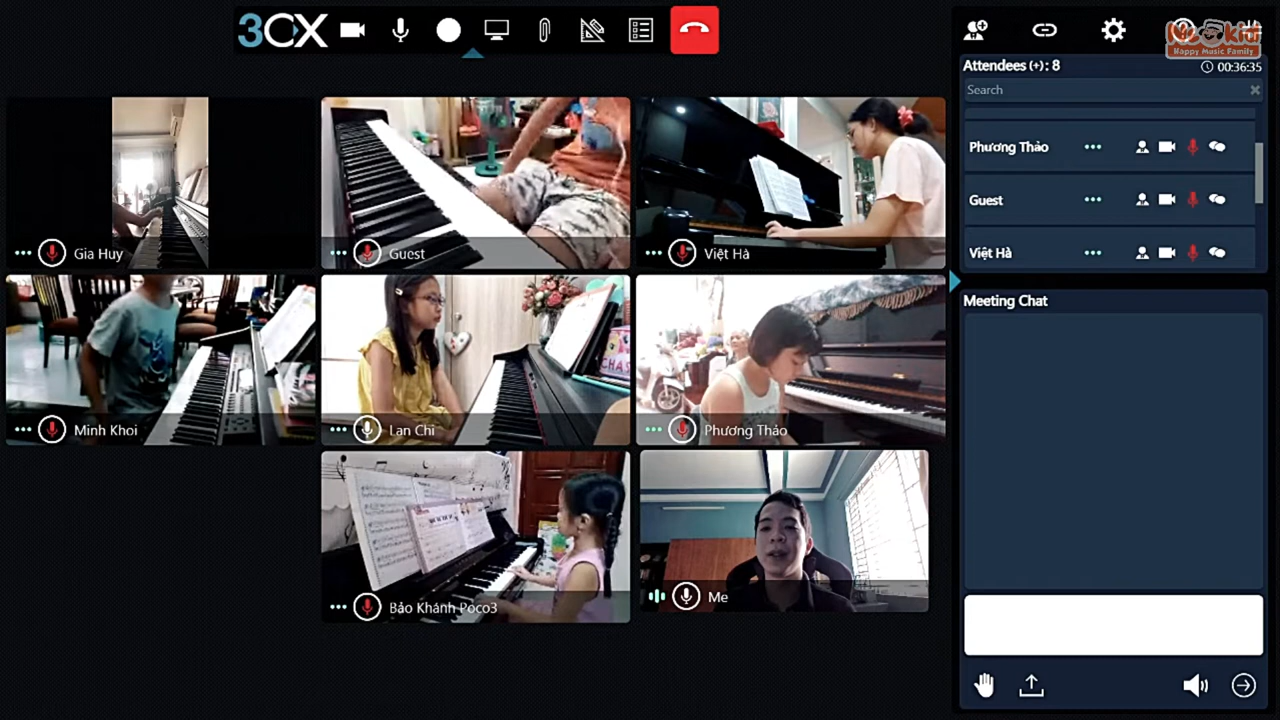 3CX
NeOkid
Happy Music Family
Attendees (+): 8
00:36:35
Search
Phương Thảo
Guest
Việt Hà
Meeting Chat
Gia Huy
Guest
Việt Hà
Minh Khoi
Lan Chi
Phương Thảo
Bảo Khánh Poco3
Me